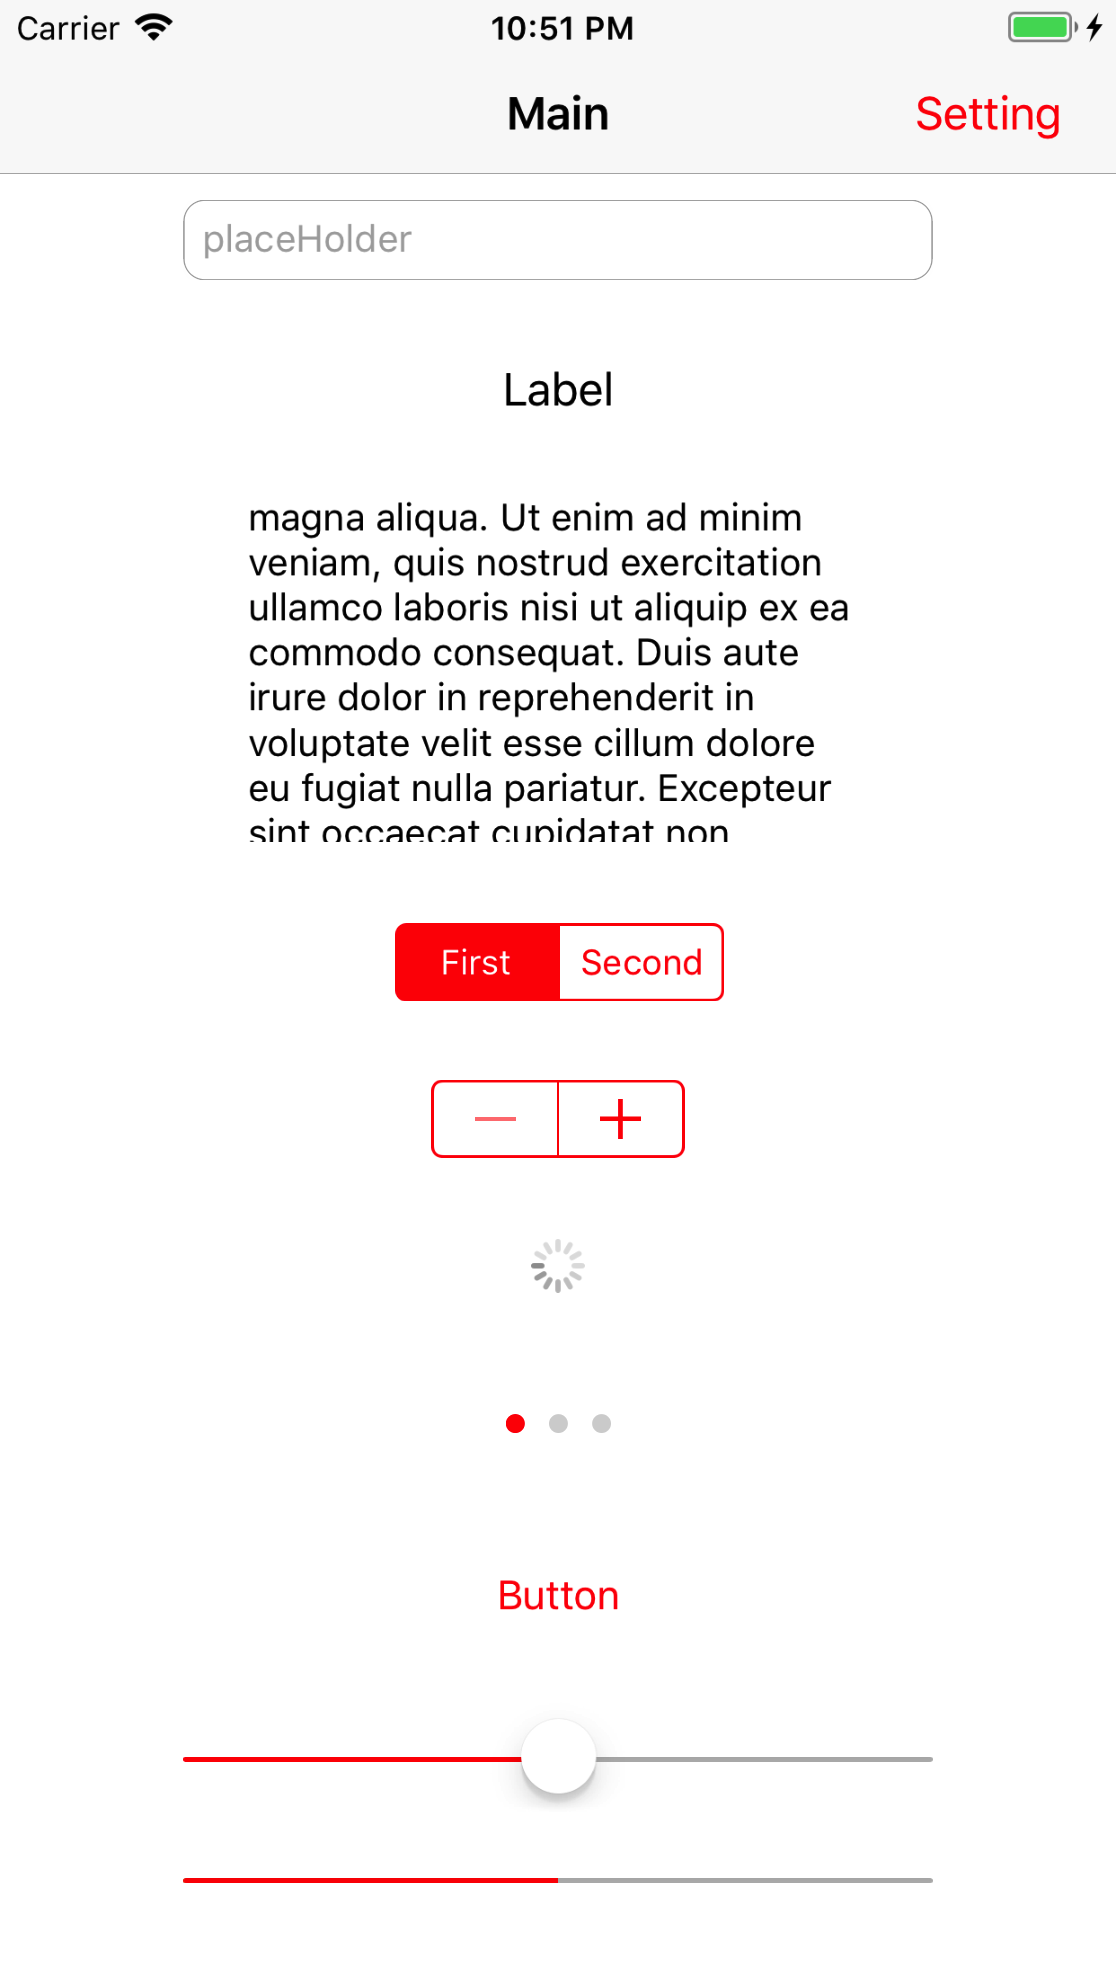 Carrier 10:51 PM
Main Setting
placeHolder
Label
magna aliqua. Ut enim ad minim
veniam, quis nostrud exercitation
ullamco laboris nisi ut aliquip ex ea
commodo consequat. Duis aute
irure dolor in reprehenderit in
voluptate velit esse cillum dolore
eu fugiat nulla pariatur. Excepteur
sint occaecat cupidatat non
First Second
Button